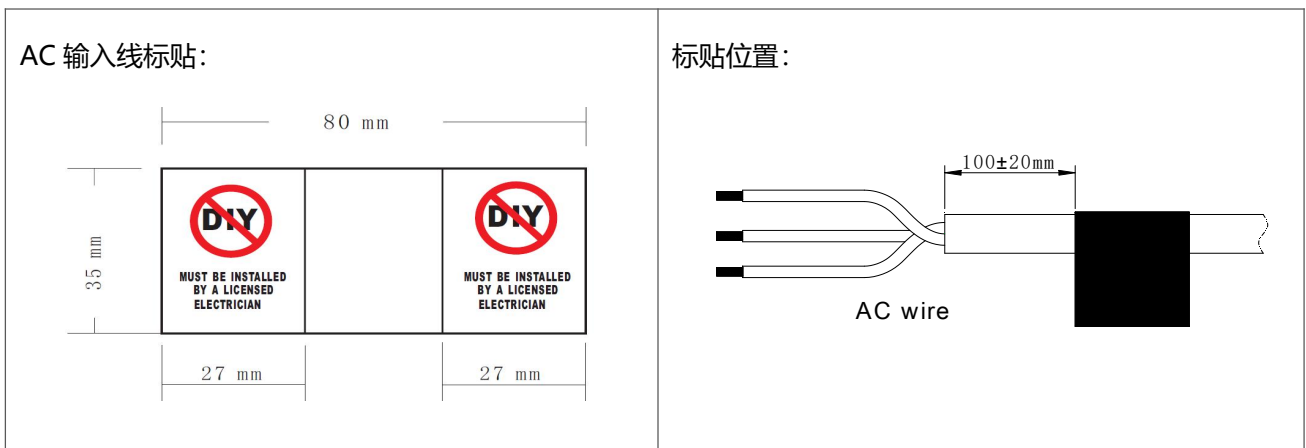 AC 输入线标贴：
80 mm
35 mm
DIY
MUST BE INSTALLED
BY A LICENSED
ELECTRICIAN
DIY
MUST BE INSTALLED
BY A LICENSED
ELECTRICIAN
27 mm
27 mm
标贴位置：
100±20mm
AC wire